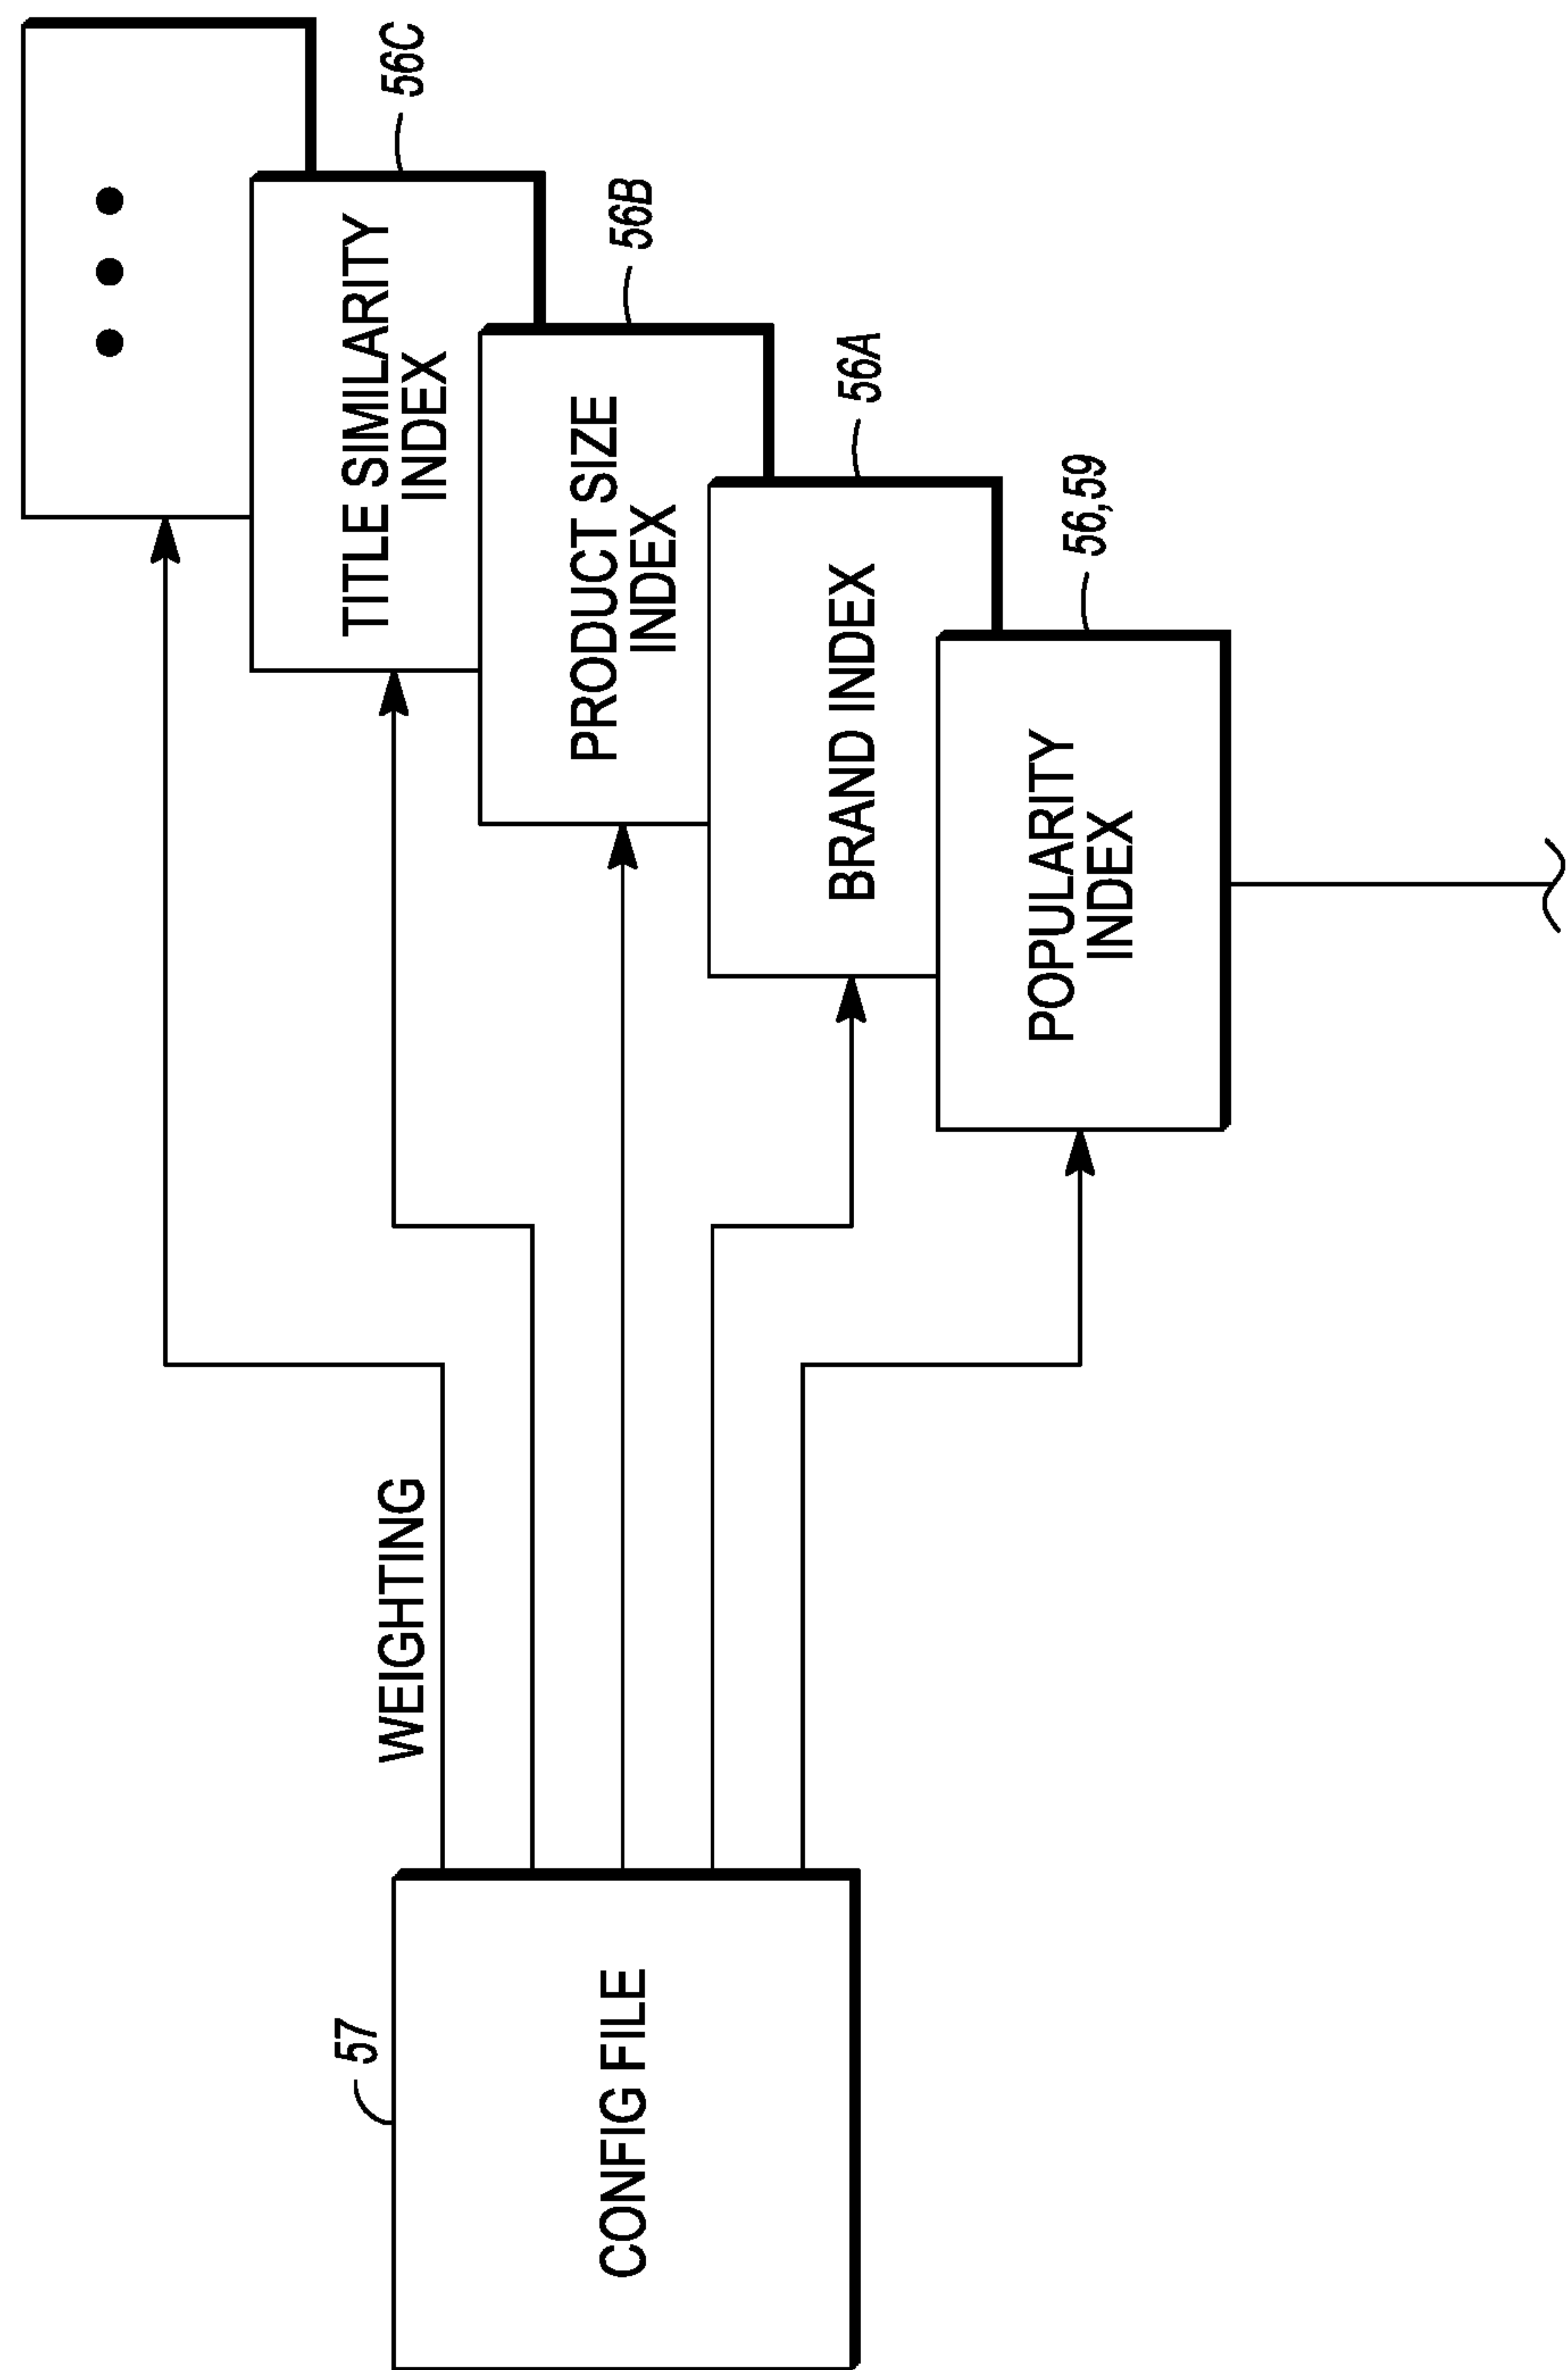 56C
TITLE SIMILARITY
INDEX
56B
PRODUCT SIZE
INDEX
56A
BRAND INDEX
56,59
POPULARITY
INDEX
WEIGHTING
57
CONFIG FILE